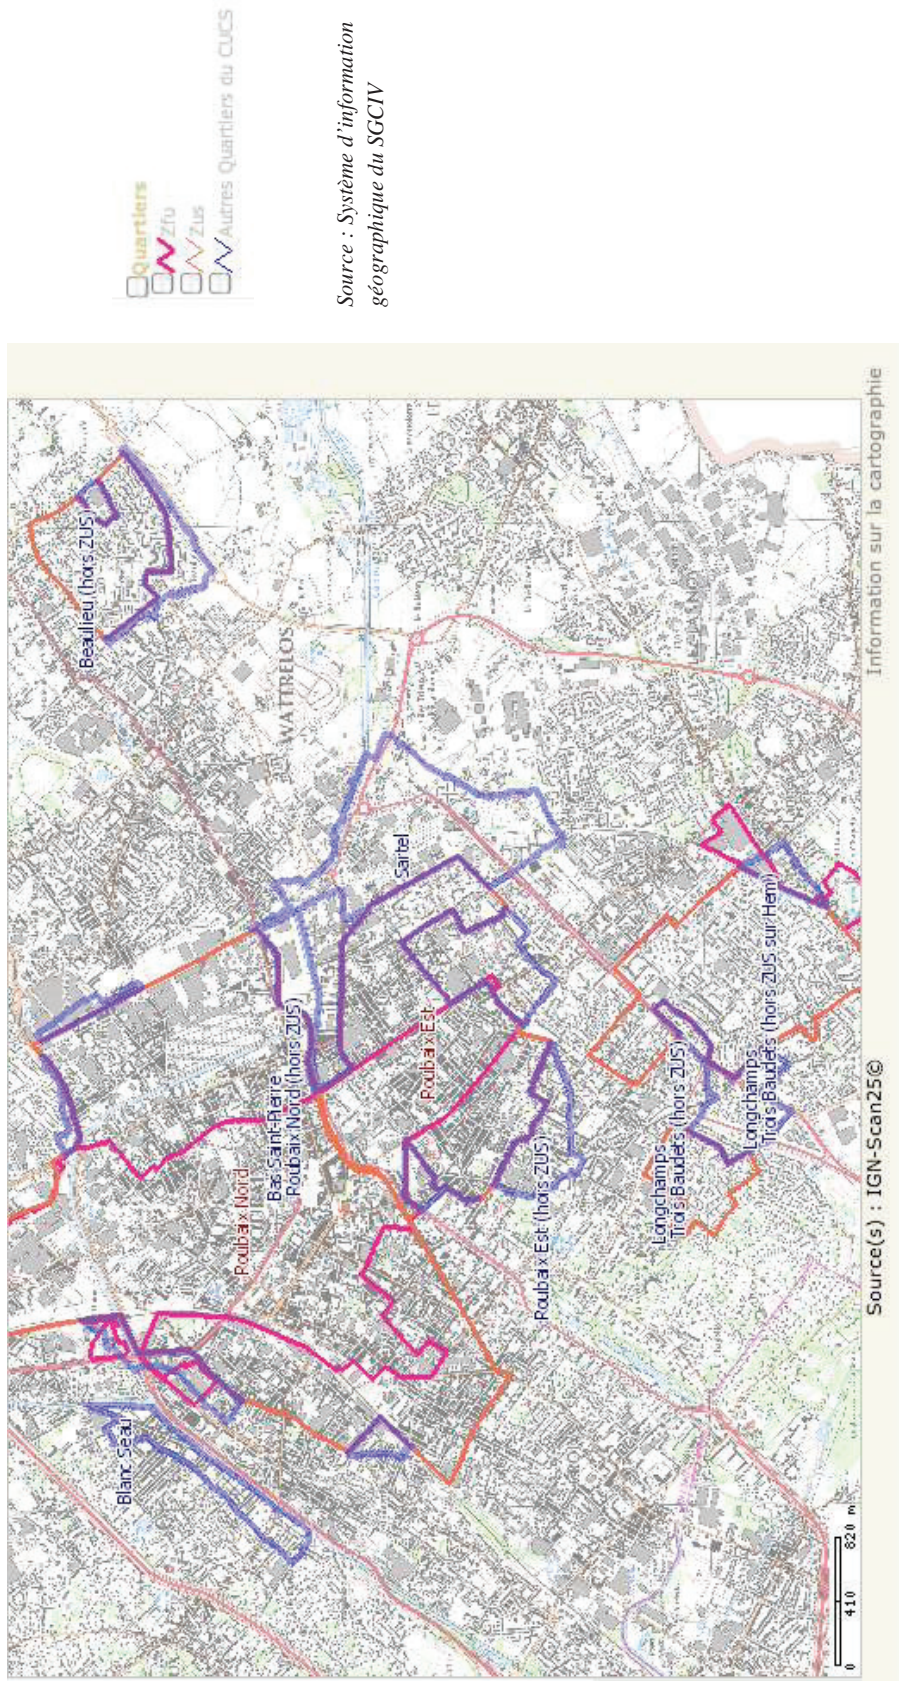 Quartiers
Zfu
Zus
Autres Quartiers du CUCS
Source : Système d'information
géographique du SGCIV
Beaulieu (hors ZUS)
WATTRELOS
Blanc Seau
Roubaix Nord
Bas Saint-Pierre
Roubaix Nord (hors ZUS)
Sartel
Roubaix Est
Roubaix Est (hors ZUS)
Longchamps
Trois Baudets (hors ZUS)
Longchamps
Trois Baudets (hors ZUS sur Hem)
0 410 820 m
Source(s) : IGN-Scan25©
Information sur la cartographie